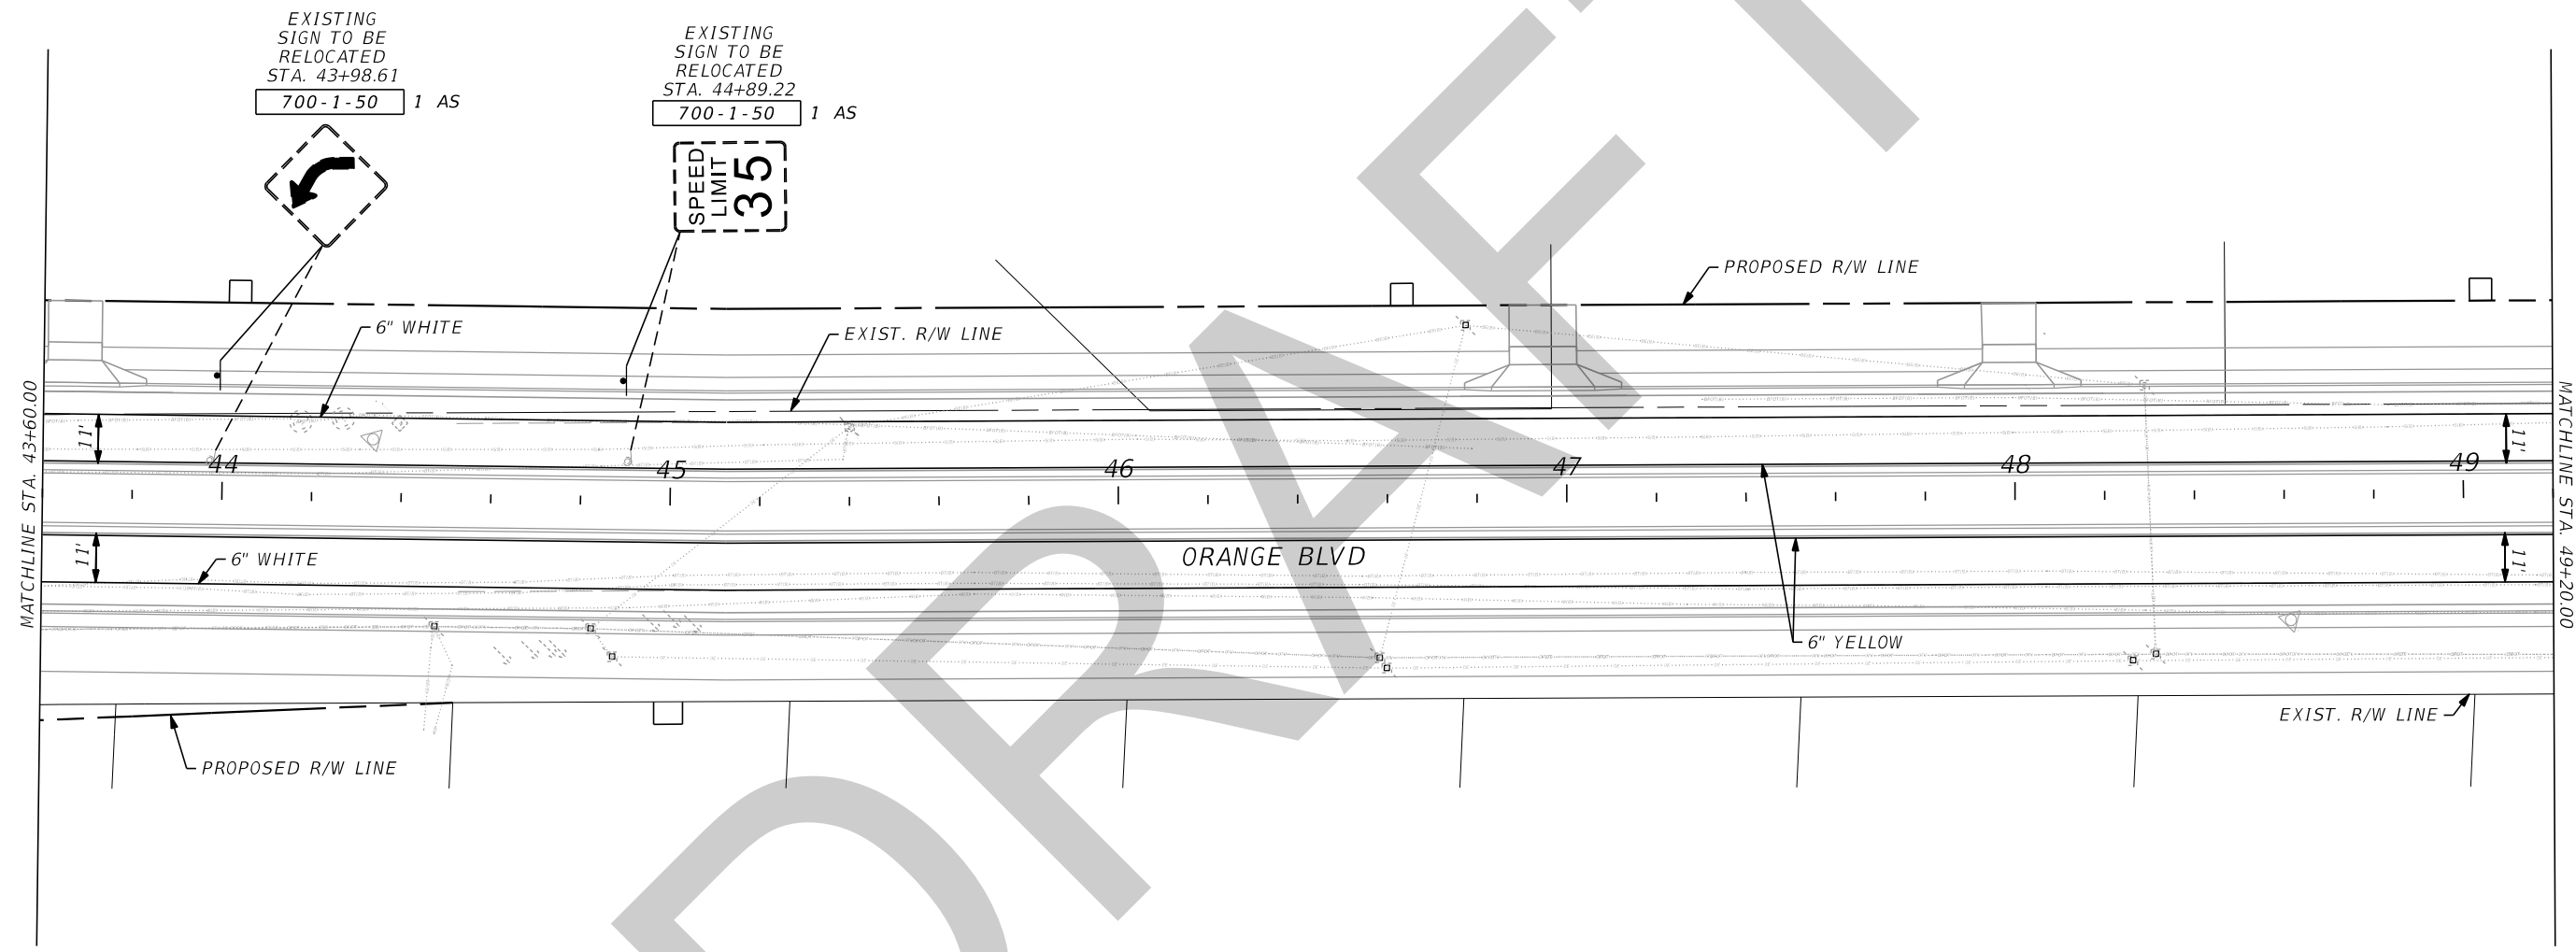 EXISTING
SIGN TO BE
RELOCATED
STA. 43+98.61
700-1-50 1 AS
EXISTING
SIGN TO BE
RELOCATED
STA. 44+89.22
700-1-50 1 AS
SPEED
LIMIT
35
PROPOSED R/W LINE
6" WHITE
EXIST. R/W LINE
MATCHLINE STA. 43+60.00
MATCHLINE STA. 49+20.00
11'
11'
44
45
46
47
48
49
11'
11'
6" WHITE
ORANGE BLVD
6" YELLOW
EXIST. R/W LINE
PROPOSED R/W LINE
DRAFT